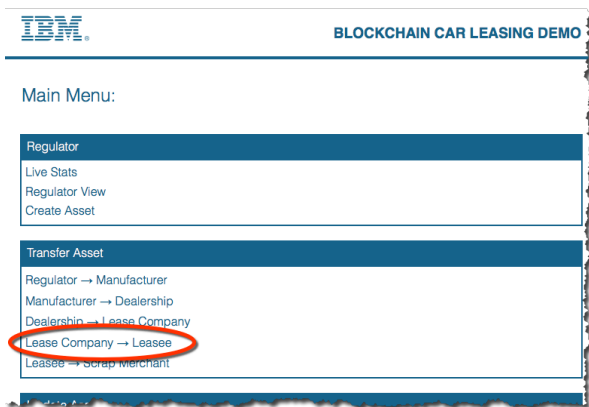 IBM®
BLOCKCHAIN CAR LEASING DEMO
Main Menu:
Regulator
Live Stats
Regulator View
Create Asset
Transfer Asset
Regulator → Manufacturer
Manufacturer → Dealership
Dealership → Lease Company
Lease Company → Leasee
Leasee → Scrap Merchant